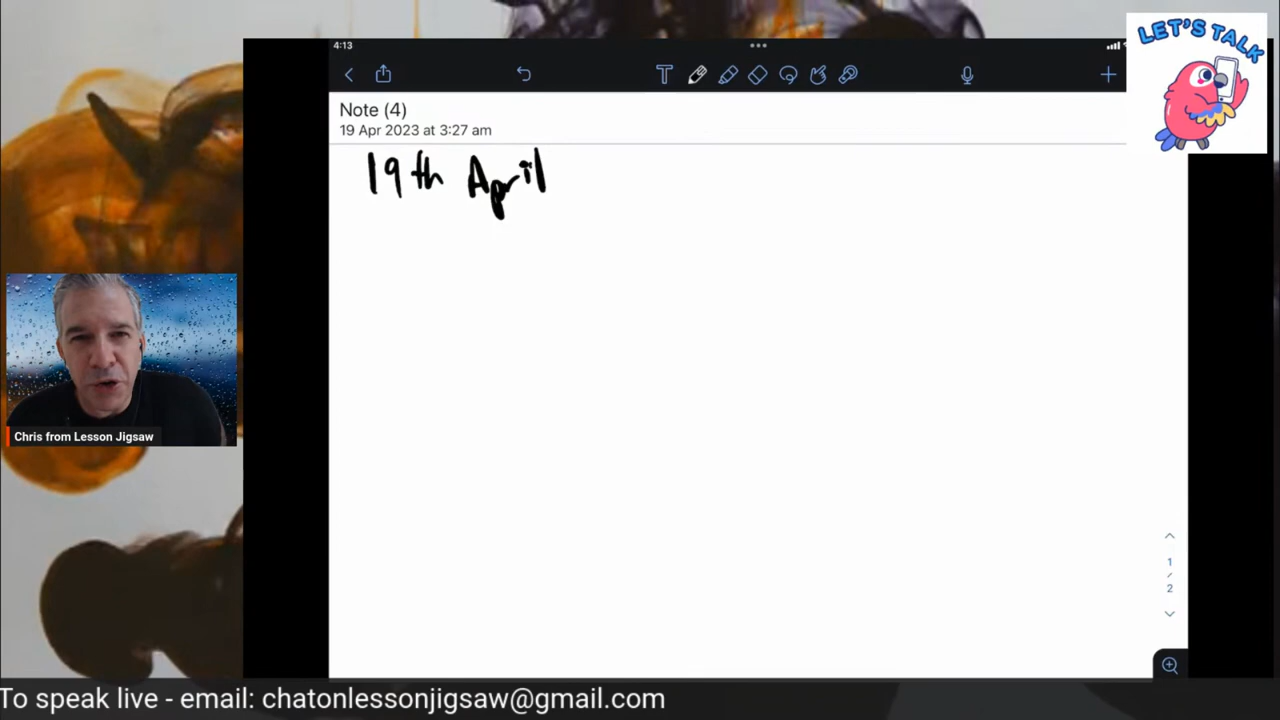 4:13
LET'S TALK
Note (4)
19 Apr 2023 at 3:27 am
19th April
Chris from Lesson Jigsaw
1
/
2
To speak live - email: chatonlessonjigsaw@gmail.com